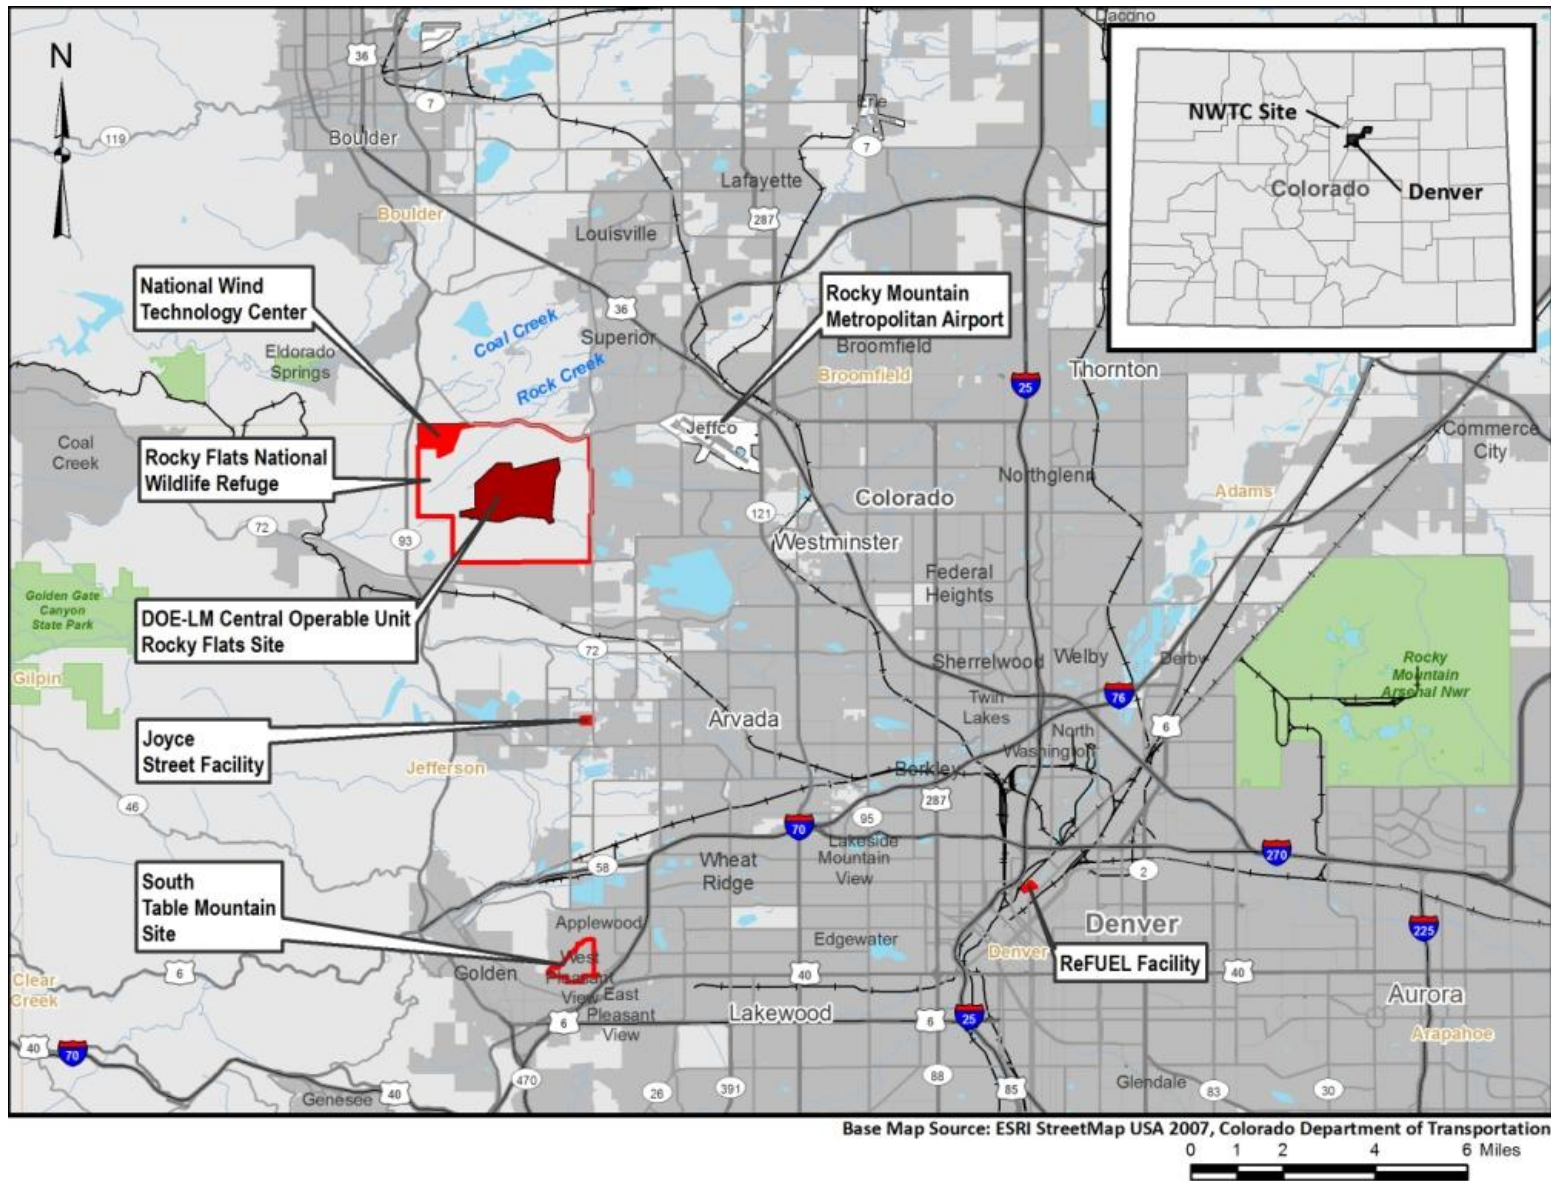 N
36
7
119
Boulder
Dacono
Erie
7
Lafayette
287
Boulder
Louisville
NWTC Site
Colorado
Denver
National Wind
Technology Center
Rocky Mountain
Metropolitan Airport
36
Coal Creek
Superior
Broomfield
Eldorado
Springs
Rock Creek
Broomfield
Thornton
25
Jeffco
Coal
Creek
Commerce
City
Rocky Flats National
Wildlife Refuge
Northglenn
Colorado
Adams
72
93
121
Westminster
Golden Gate
Canyon
State Park
Federal
Heights
DOE-LM Central Operable Unit
Rocky Flats Site
72
Sherrelwood
Welby
Derby
Rocky
Mountain
Arsenal Nwr
Gilpin
76
Twin
Lakes
6
Joyce
Street Facility
Arvada
North
Washington
Jefferson
Berkley
46
287
95
70
Lakeside
Mountain
View
Wheat
Ridge
58
270
2
South
Table Mountain
Site
Applewood
Edgewater
Denver
Denver
225
West
Pleasant
View
Golden
ReFUEL Facility
6
40
40
Clear
Creek
East
Pleasant
View
Lakewood
Aurora
6
6
25
Arapahoe
40
70
470
26
391
88
85
Glendale
83
30
Genesee
40
Base Map Source: ESRI StreetMap USA 2007, Colorado Department of Transportation
0 1 2 4 6 Miles